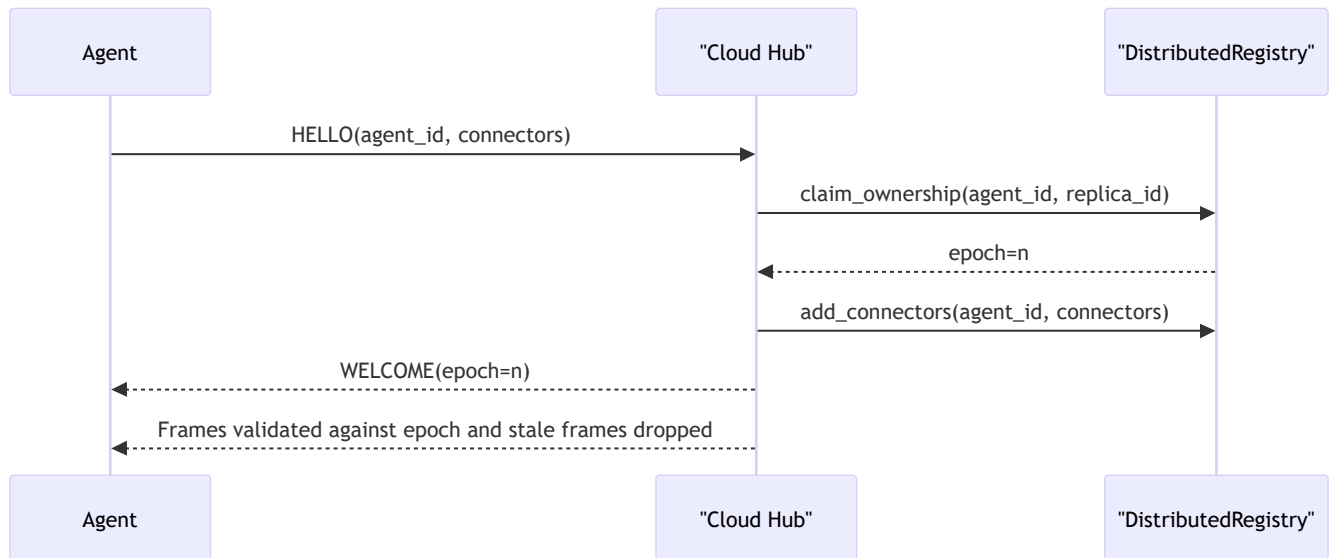 Agent
"Cloud Hub"
"DistributedRegistry"
HELLO(agent_id, connectors)
claim_ownership(agent_id, replica_id)
epoch=n
add_connectors(agent_id, connectors)
WELCOME(epoch=n)
Frames validated against epoch and stale frames dropped
Agent
"Cloud Hub"
"DistributedRegistry"